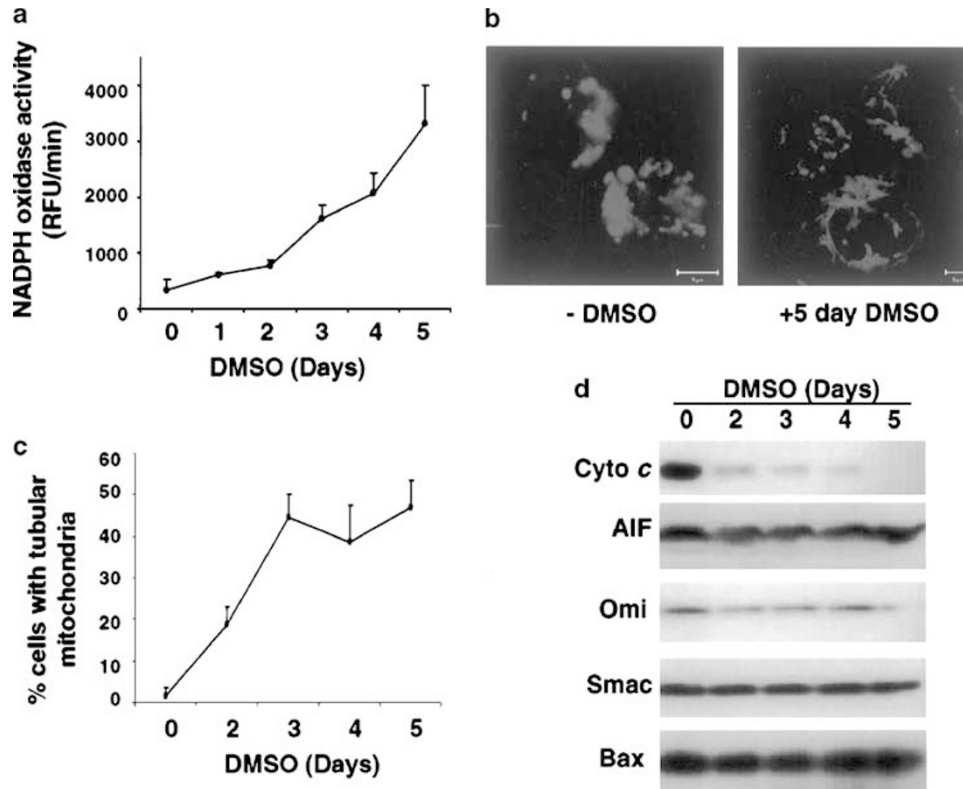 a
NADPH oxidase activity
(RFU/min)
4000
3000
2000
1000
0
0 1 2 3 4 5
DMSO (Days)
b
- DMSO
+5 day DMSO
c
% cells with tubular
mitochondria
60
50
40
30
20
10
0
0 2 3 4 5
DMSO (Days)
d
DMSO (Days)
0 2 3 4 5
Cyto c
AIF
Omi
Smac
Bax